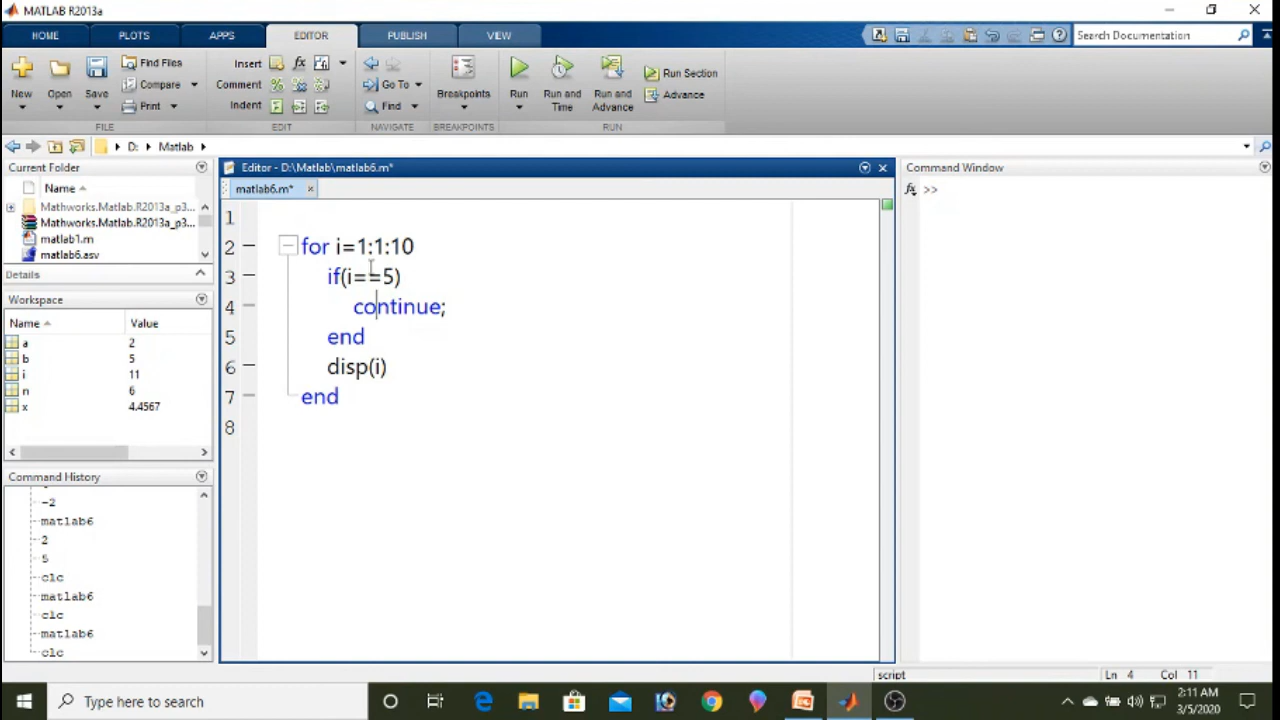 MATLAB R2013a
HOME PLOTS APPS EDITOR PUBLISH VIEW Search Documentation
New Open Save Find Files Compare Print
Insert Comment Indent
Go To Find
Breakpoints
Run Run and Time Run and Advance Run Section Advance
FILE EDIT NAVIGATE BREAKPOINTS RUN
D: Matlab
Current Folder
Name
Mathworks.Matlab.R2013a_p3...
Mathworks.Matlab.R2013a_p3...
matlab1.m
matlab6.asv
Details
Workspace
Name Value
a 2
b 5
i 11
n 6
x 4.4567
Command History
-2
matlab6
2
5
clc
matlab6
clc
matlab6
clc
Editor - D:\Matlab\matlab6.m*
matlab6.m*
1
2 for i=1:1:10
3 if(i==5)
4 continue;
5 end
6 disp(i)
7 end
8
Command Window
fx >>
script Ln 4 Col 11
Type here to search
2:11 AM
3/5/2020